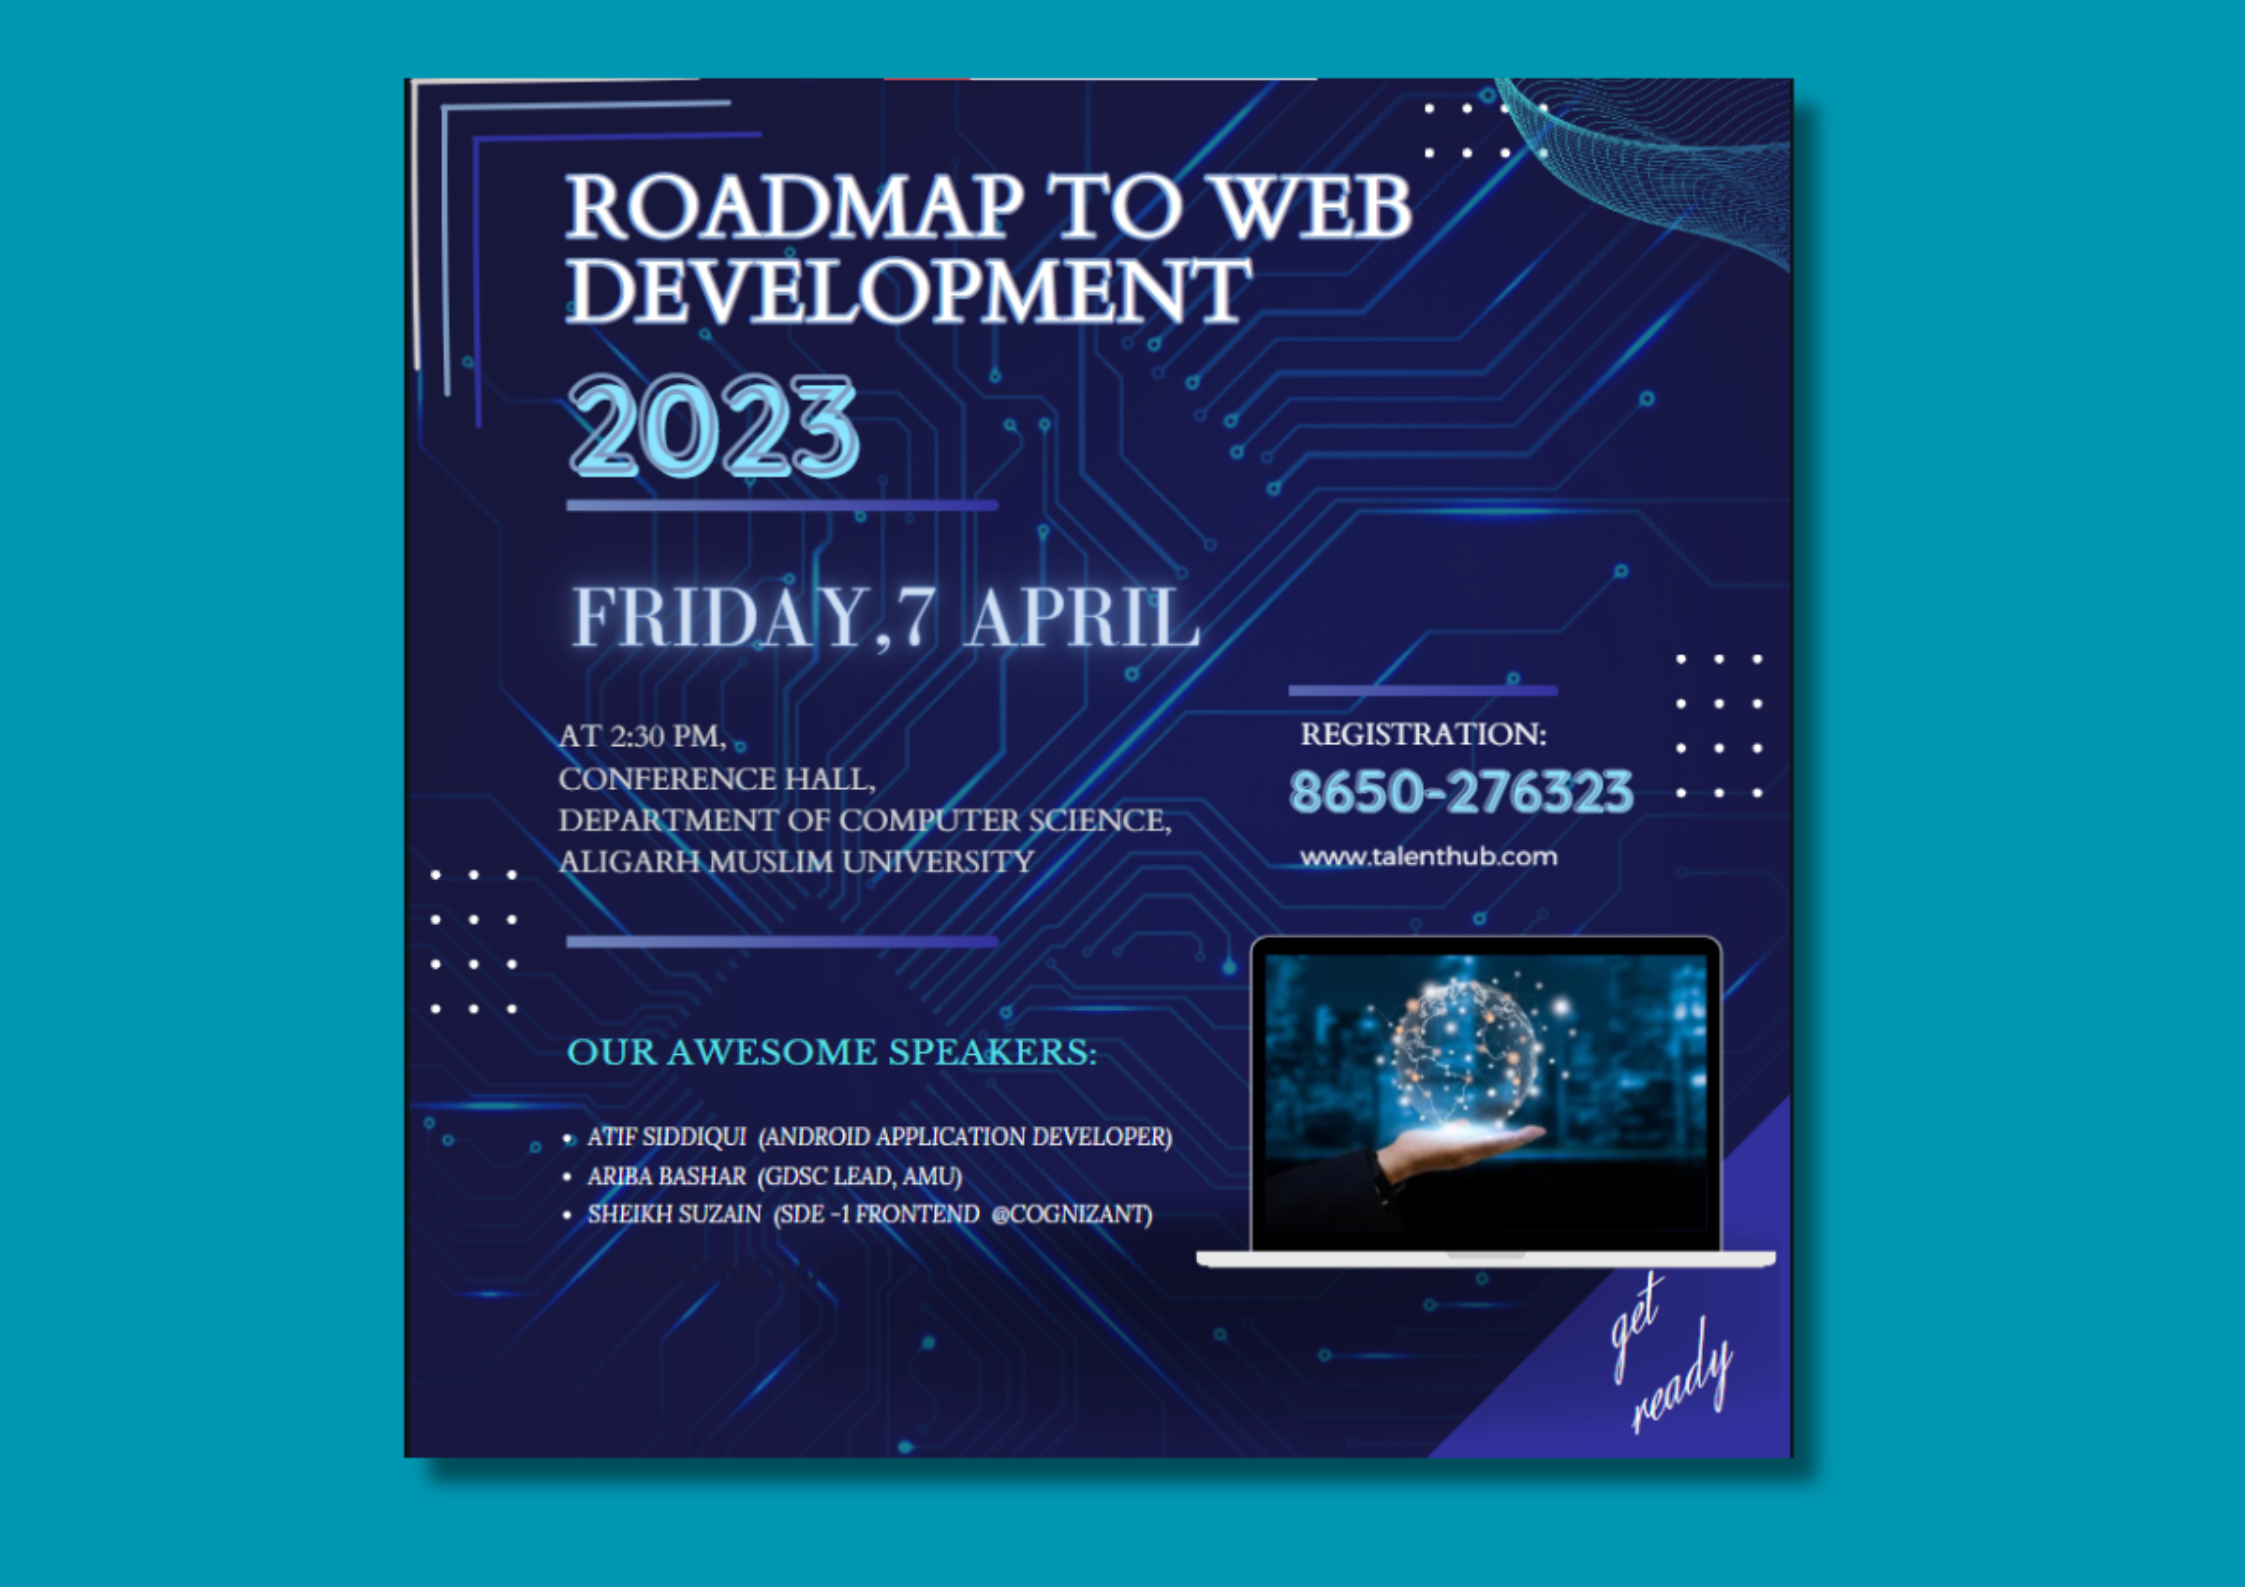 ROADMAP TO WEB
DEVELOPMENT
2023
FRIDAY,7 APRIL
AT 2:30 PM,
CONFERENCE HALL,
DEPARTMENT OF COMPUTER SCIENCE,
ALIGARH MUSLIM UNIVERSITY
REGISTRATION:
8650-276323
www.talenthub.com
OUR AWESOME SPEAKERS:
• ATIF SIDDIQUI (ANDROID APPLICATION DEVELOPER)
• ARIBA BASHAR (GDSC LEAD, AMU)
• SHEIKH SUZAIN (SDE -1 FRONTEND @COGNIZANT)
get
ready